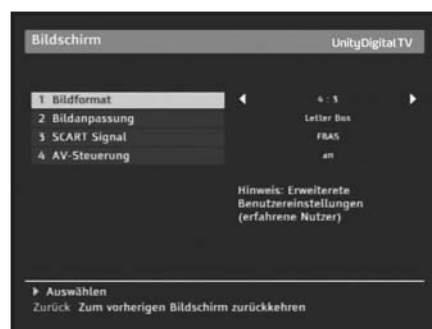 Bildschirm UnityDigitalTV
1 Bildformat 4 : 3
2 Bildanpassung Letter Box
3 SCART Signal FBAS
4 AV-Steuerung an
Hinweis: Erweiterete
Benutzereinstellungen
(erfahrene Nutzer)
Auswählen
Zurück Zum vorherigen Bildschirm zurückkehren